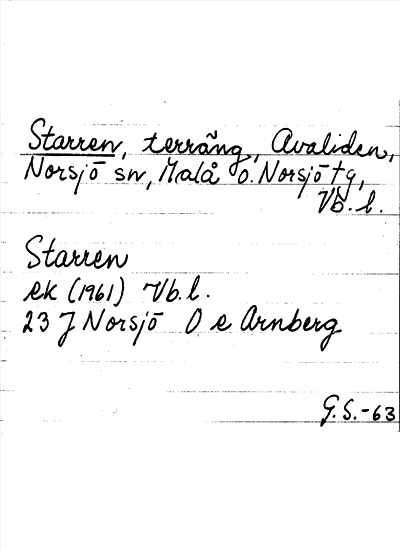 Starren, terräng, Avaliden,
Norsjö sn, Malå o. Norsjö tg,
Vb. l.
Starren
ek (1961) Vb. l.
23 J Norsjö O e Arnberg
G.S.-63